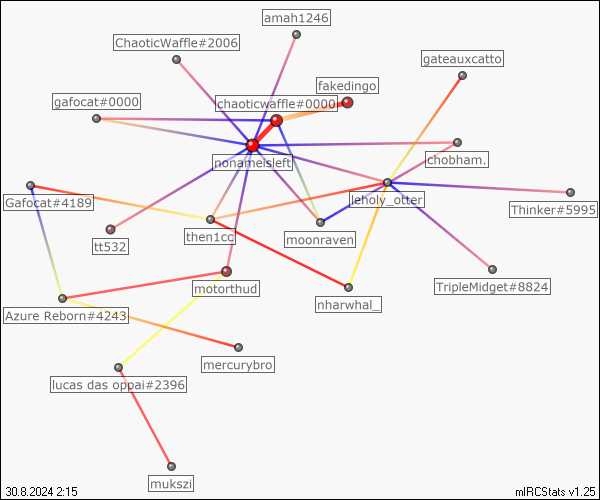 amah1246
ChaoticWaffle#2006
gateauxcatto
fakedingo
gafocat#0000
chaoticwaffle#0000
nonameisleft
chobham.
Gafocat#4189
leholy_otter
Thinker#5995
then1cc
moonraven
tt532
motorthud
TripleMidget#8824
nharwhal_
Azure Reborn#4243
mercurybro
lucas das oppai#2396
mukszi
30.8.2024 2:15
mIRCStats v1.25